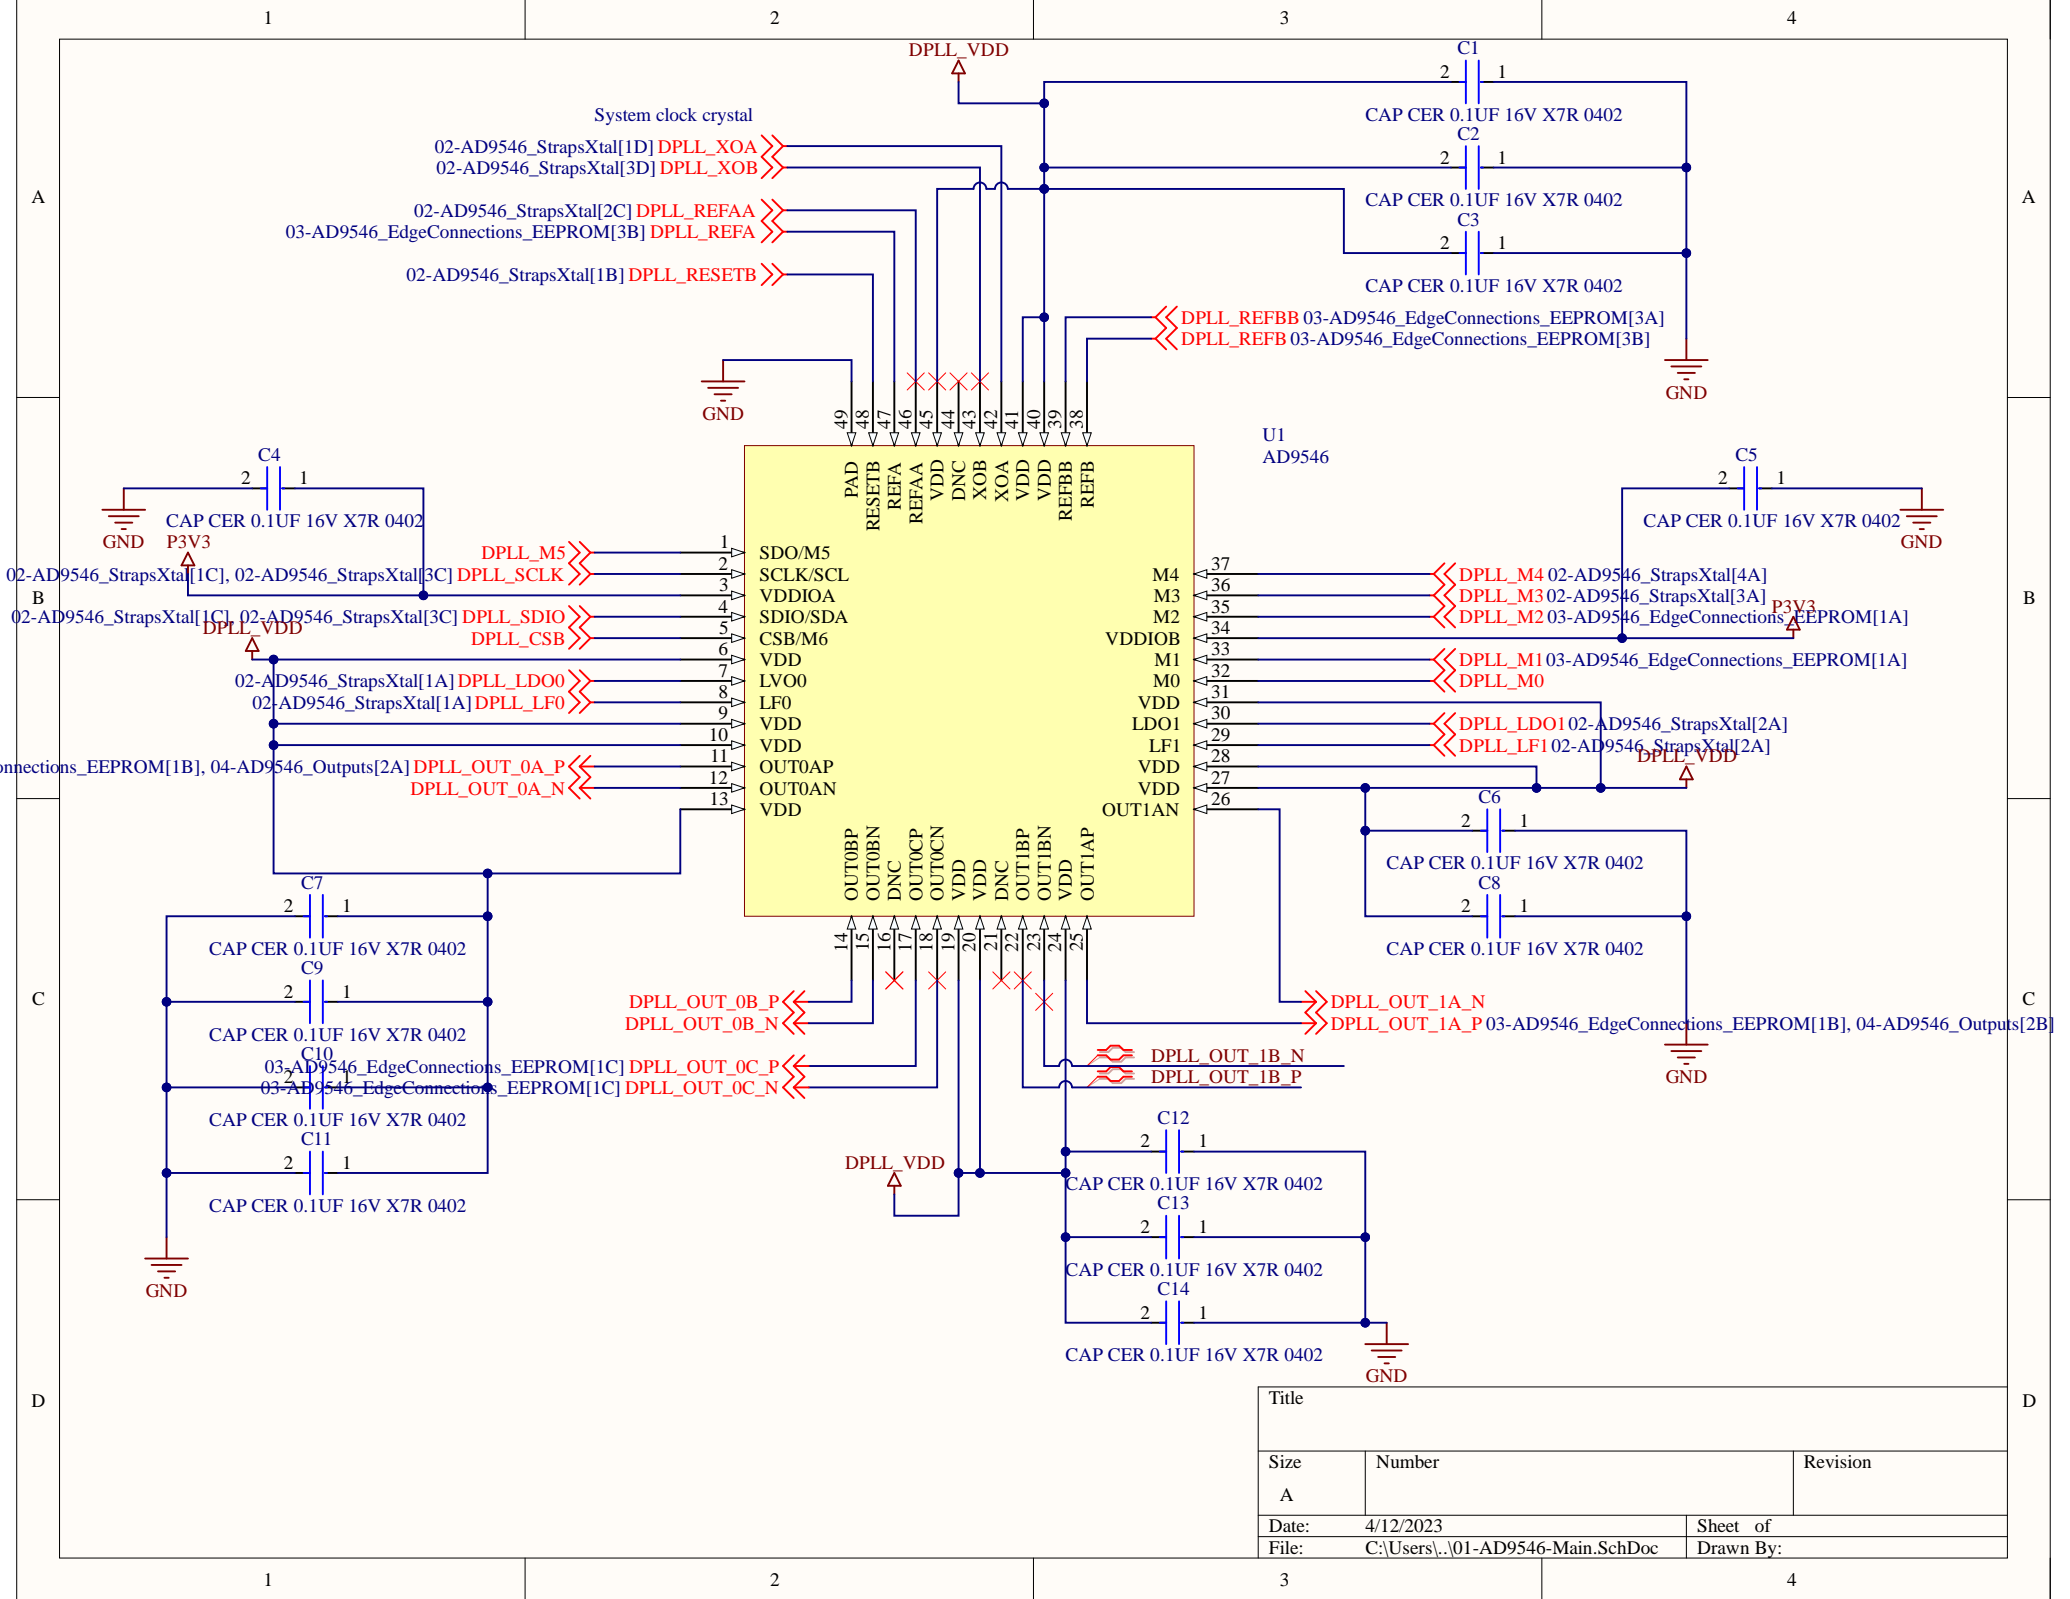 1 2 3 4
DPLL_VDD
C1
2 1
CAP CER 0.1UF 16V X7R 0402
System clock crystal
C2
2 1
CAP CER 0.1UF 16V X7R 0402
02-AD9546_StrapsXtal[1D] DPLL_XOA
02-AD9546_StrapsXtal[3D] DPLL_XOB
A A
02-AD9546_StrapsXtal[2C] DPLL_REFAA
03-AD9546_EdgeConnections_EEPROM[3B] DPLL_REFA
C3
2 1
CAP CER 0.1UF 16V X7R 0402
02-AD9546_StrapsXtal[1B] DPLL_RESETB
DPLL_REFBB 03-AD9546_EdgeConnections_EEPROM[3A]
DPLL_REFB 03-AD9546_EdgeConnections_EEPROM[3B]
GND
GND
49 48 47 46 45 44 43 42 41 40 39 38
PAD RESETB REFA REFAA VDD DNC XOB XOA VDD VDD REFBB REFB
U1
AD9546
C4
2 1
CAP CER 0.1UF 16V X7R 0402
GND
P3V3
C5
2 1
CAP CER 0.1UF 16V X7R 0402
GND
B B
DPLL_M5 1 SDO/M5
02-AD9546_StrapsXtal[1C], 02-AD9546_StrapsXtal[3C] DPLL_SCLK 2 SCLK/SCL
3 VDDIOA
02-AD9546_StrapsXtal[1C], 02-AD9546_StrapsXtal[3C] DPLL_SDIO 4 SDIO/SDA
DPLL_VDD
DPLL_CSB 5 CSB/M6
6 VDD
02-AD9546_StrapsXtal[1A] DPLL_LDO0 7 LVO0
02-AD9546_StrapsXtal[1A] DPLL_LF0 8 LF0
9 VDD
10 VDD
nnections_EEPROM[1B], 04-AD9546_Outputs[2A] DPLL_OUT_0A_P 11 OUT0AP
DPLL_OUT_0A_N 12 OUT0AN
13 VDD
M4 37 DPLL_M4 02-AD9546_StrapsXtal[4A]
M3 36 DPLL_M3 02-AD9546_StrapsXtal[3A]
P3V3
M2 35 DPLL_M2 03-AD9546_EdgeConnections_EEPROM[1A]
VDDIOB 34
M1 33 DPLL_M1 03-AD9546_EdgeConnections_EEPROM[1A]
M0 32 DPLL_M0
VDD 31
LDO1 30 DPLL_LDO1 02-AD9546_StrapsXtal[2A]
LF1 29 DPLL_LF1 02-AD9546_StrapsXtal[2A]
DPLL_VDD
VDD 28
VDD 27
OUT1AN 26
C6
2 1
CAP CER 0.1UF 16V X7R 0402
C8
2 1
CAP CER 0.1UF 16V X7R 0402
GND
OUT0BP OUT0BN DNC OUT0CP OUT0CN VDD VDD DNC OUT1BP OUT1BN VDD OUT1AP
14 15 16 17 18 19 20 21 22 23 24 25
C7
2 1
CAP CER 0.1UF 16V X7R 0402
C9
2 1
CAP CER 0.1UF 16V X7R 0402
C10
2 1
CAP CER 0.1UF 16V X7R 0402
C11
2 1
CAP CER 0.1UF 16V X7R 0402
GND
C C
DPLL_OUT_0B_P
DPLL_OUT_0B_N
03-AD9546_EdgeConnections_EEPROM[1C] DPLL_OUT_0C_P
03-AD9546_EdgeConnections_EEPROM[1C] DPLL_OUT_0C_N
DPLL_OUT_1A_N
DPLL_OUT_1A_P 03-AD9546_EdgeConnections_EEPROM[1B], 04-AD9546_Outputs[2B]
DPLL_OUT_1B_N
DPLL_OUT_1B_P
DPLL_VDD
C12
2 1
CAP CER 0.1UF 16V X7R 0402
C13
2 1
CAP CER 0.1UF 16V X7R 0402
C14
2 1
CAP CER 0.1UF 16V X7R 0402
GND
D D
Title
Size Number Revision
A
Date: 4/12/2023 Sheet of
File: C:\Users\..\01-AD9546-Main.SchDoc Drawn By:
1 2 3 4